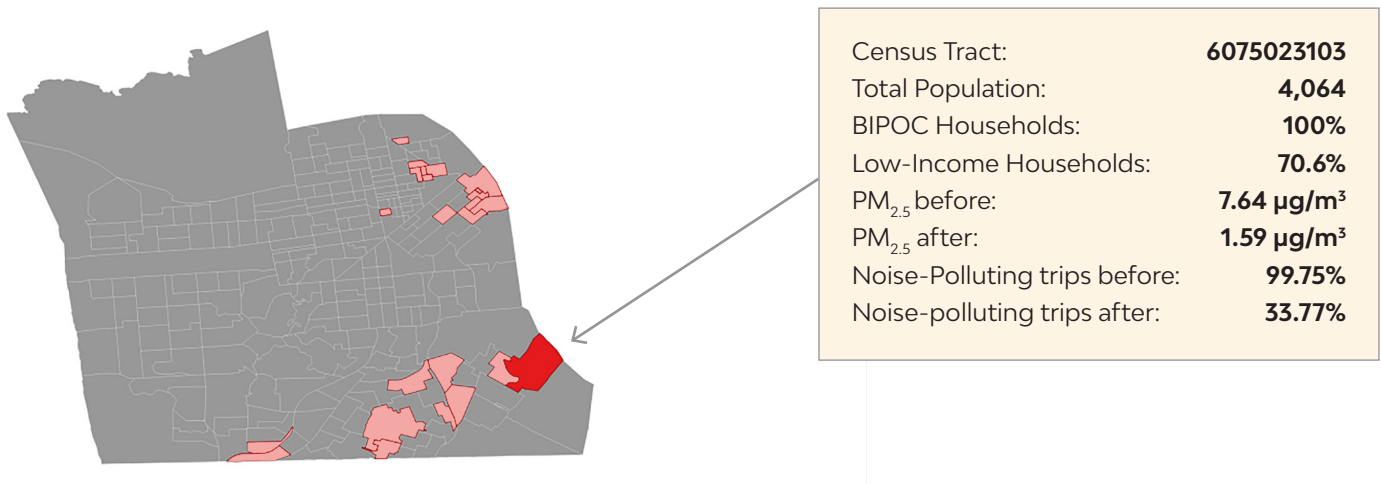 Census Tract: 6075023103
Total Population: 4,064
BIPOC Households: 100%
Low-Income Households: 70.6%
PM2.5 before: 7.64 µg/m³
PM2.5 after: 1.59 µg/m³
Noise-Polluting trips before: 99.75%
Noise-polluting trips after: 33.77%